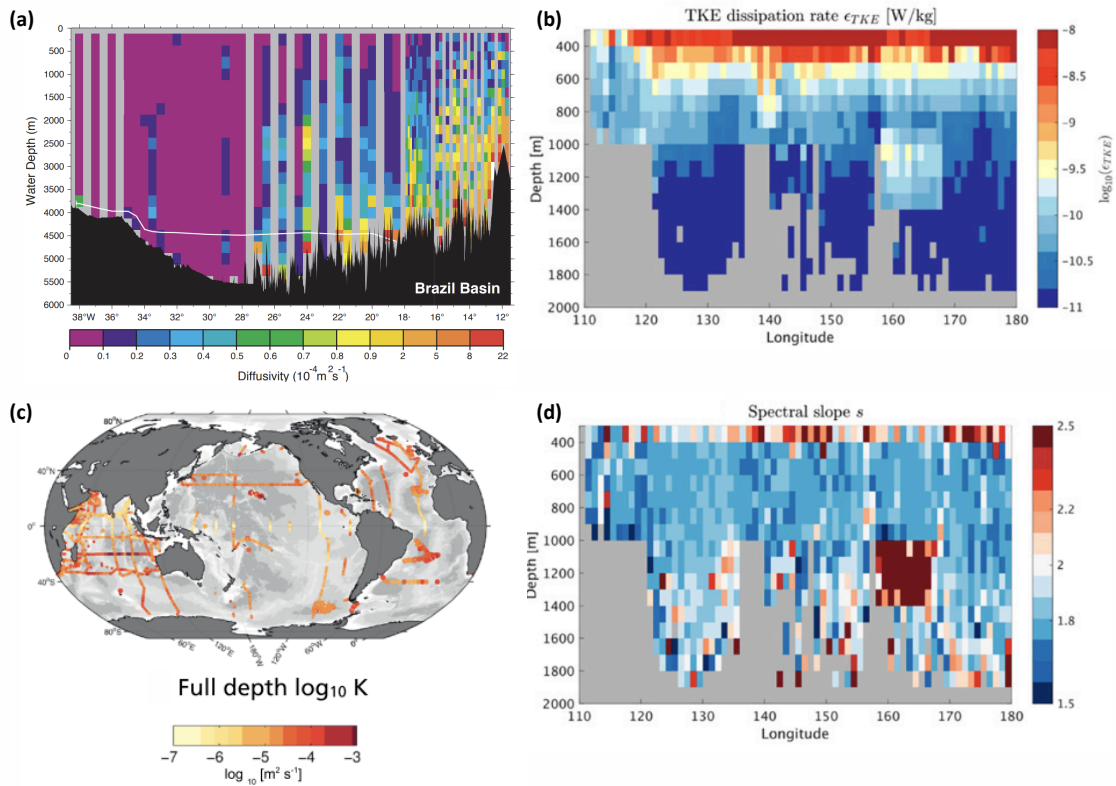 (a)
0
500
1000
1500
2000
2500
3000
3500
4000
4500
5000
5500
6000
Water Depth (m)
Brazil Basin
38°W 36° 34° 32° 30° 28° 26° 24° 22° 20° 18° 16° 14° 12°
0 0.1 0.2 0.3 0.4 0.5 0.6 0.7 0.8 0.9 2 5 8 22
Diffusivity (10⁻⁴m²s⁻¹)
(b)
TKE dissipation rate ϵ_TKE [W/kg]
400
600
800
1000
1200
1400
1600
1800
2000
Depth [m]
110 120 130 140 150 160 170 180
Longitude
-8
-8.5
-9
-9.5
-10
-10.5
-11
log₁₀(ϵ_TKE)
(c)
80°N
40°N
0°
40°S
80°S
60°E
120°E
180°W
120°W
60°W
0°
Full depth log₁₀ K
−7 −6 −5 −4 −3
log ₁₀ [m² s⁻¹]
(d)
Spectral slope s
400
600
800
1000
1200
1400
1600
1800
2000
Depth [m]
110 120 130 140 150 160 170 180
Longitude
2.5
2.2
2
1.8
1.5